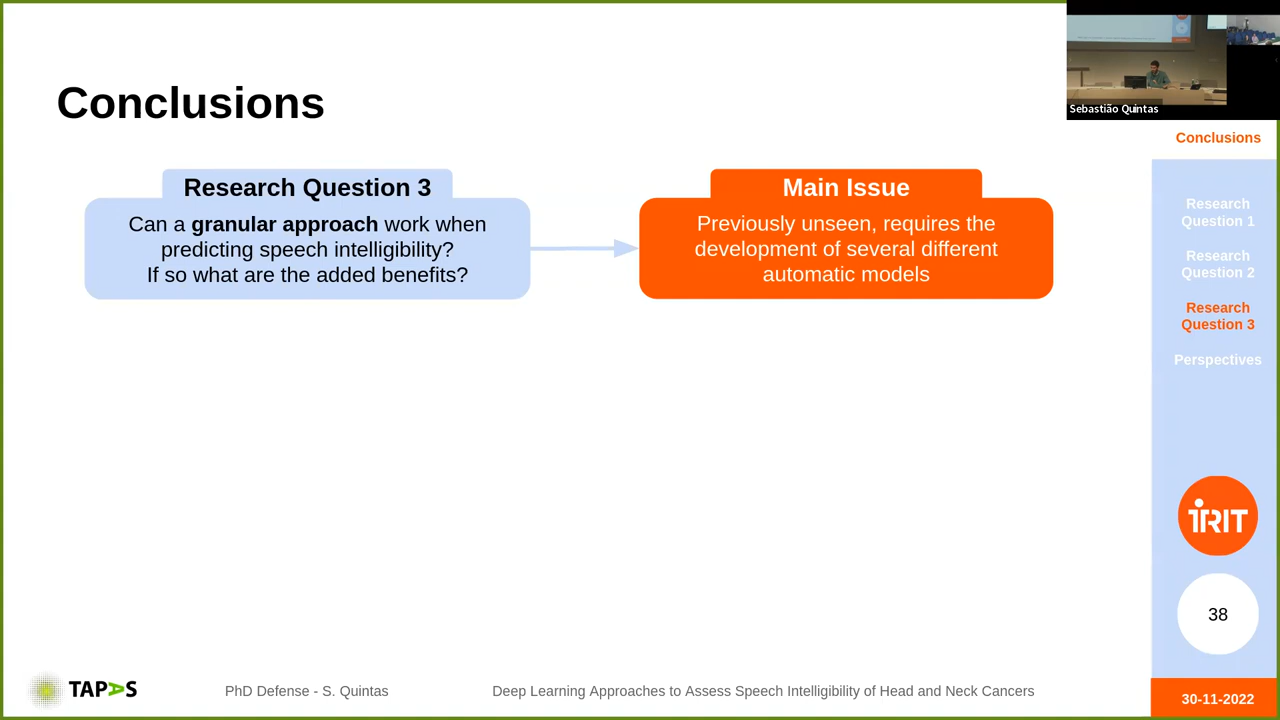 Conclusions
Research Question 3
Can a granular approach work when
predicting speech intelligibility?
If so what are the added benefits?
Main Issue
Previously unseen, requires the
development of several different
automatic models
Sebastião Quintas
Conclusions
Research
Question 1
Research
Question 2
Research
Question 3
Perspectives
iRIT
38
30-11-2022
TAPAS
PhD Defense - S. Quintas
Deep Learning Approaches to Assess Speech Intelligibility of Head and Neck Cancers